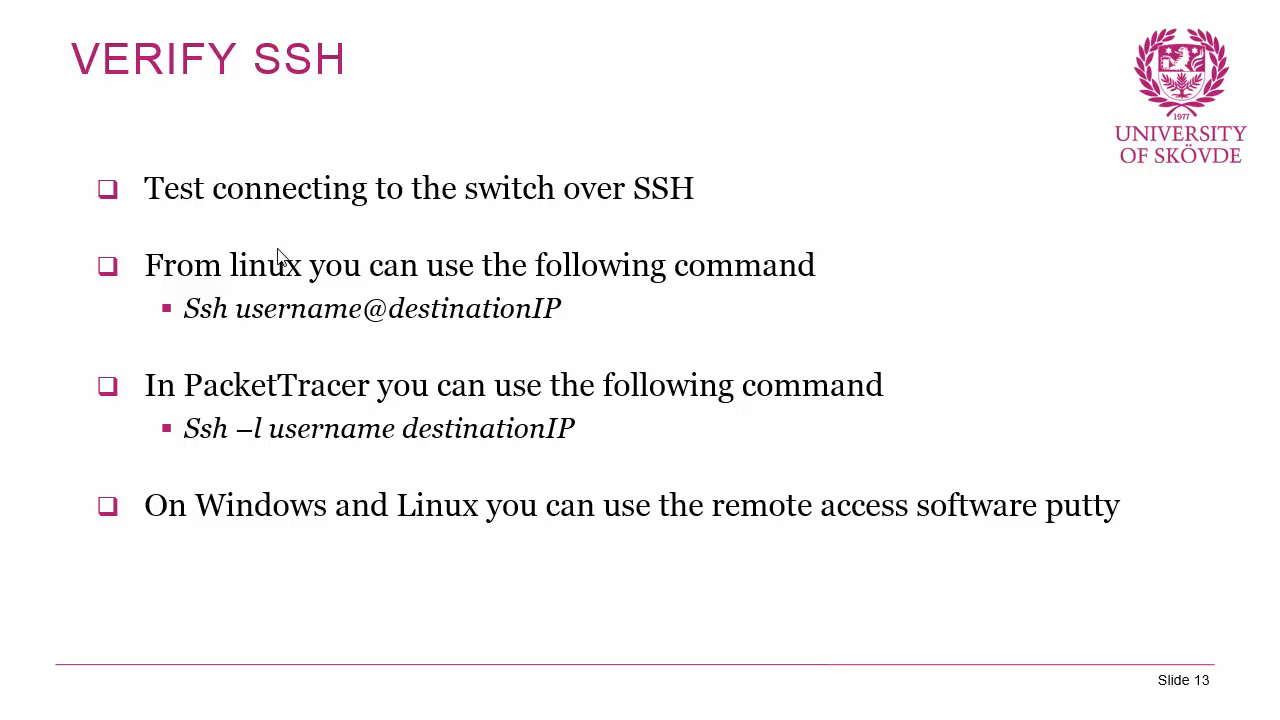 VERIFY SSH
1977
UNIVERSITY
OF SKÖVDE
Test connecting to the switch over SSH
From linux you can use the following command
Ssh username@destinationIP
In PacketTracer you can use the following command
Ssh –l username destinationIP
On Windows and Linux you can use the remote access software putty
Slide 13